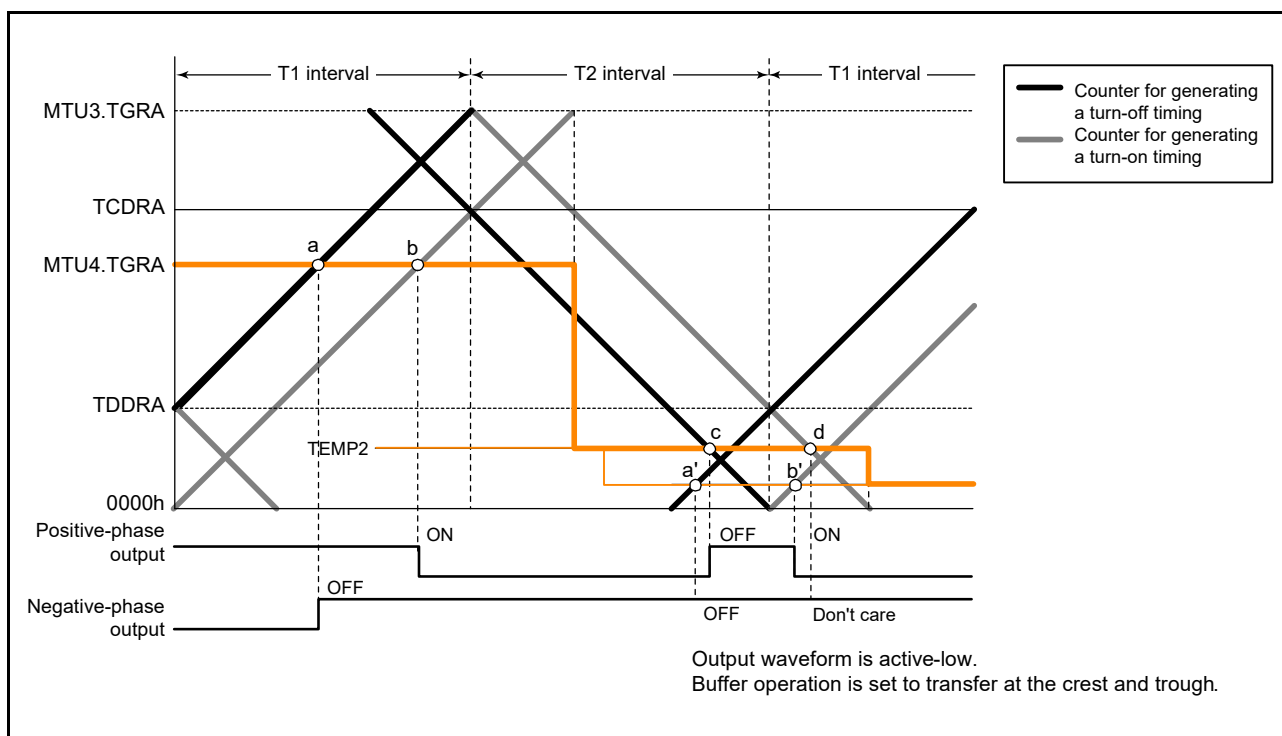 T1 interval
T2 interval
T1 interval
Counter for generating
a turn-off timing
Counter for generating
a turn-on timing
MTU3.TGRA
TCDRA
MTU4.TGRA
a
b
TDDRA
TEMP2
c
d
a'
b'
0000h
Positive-phase
output
ON
OFF
ON
Negative-phase
output
OFF
OFF
Don't care
Output waveform is active-low.
Buffer operation is set to transfer at the crest and trough.